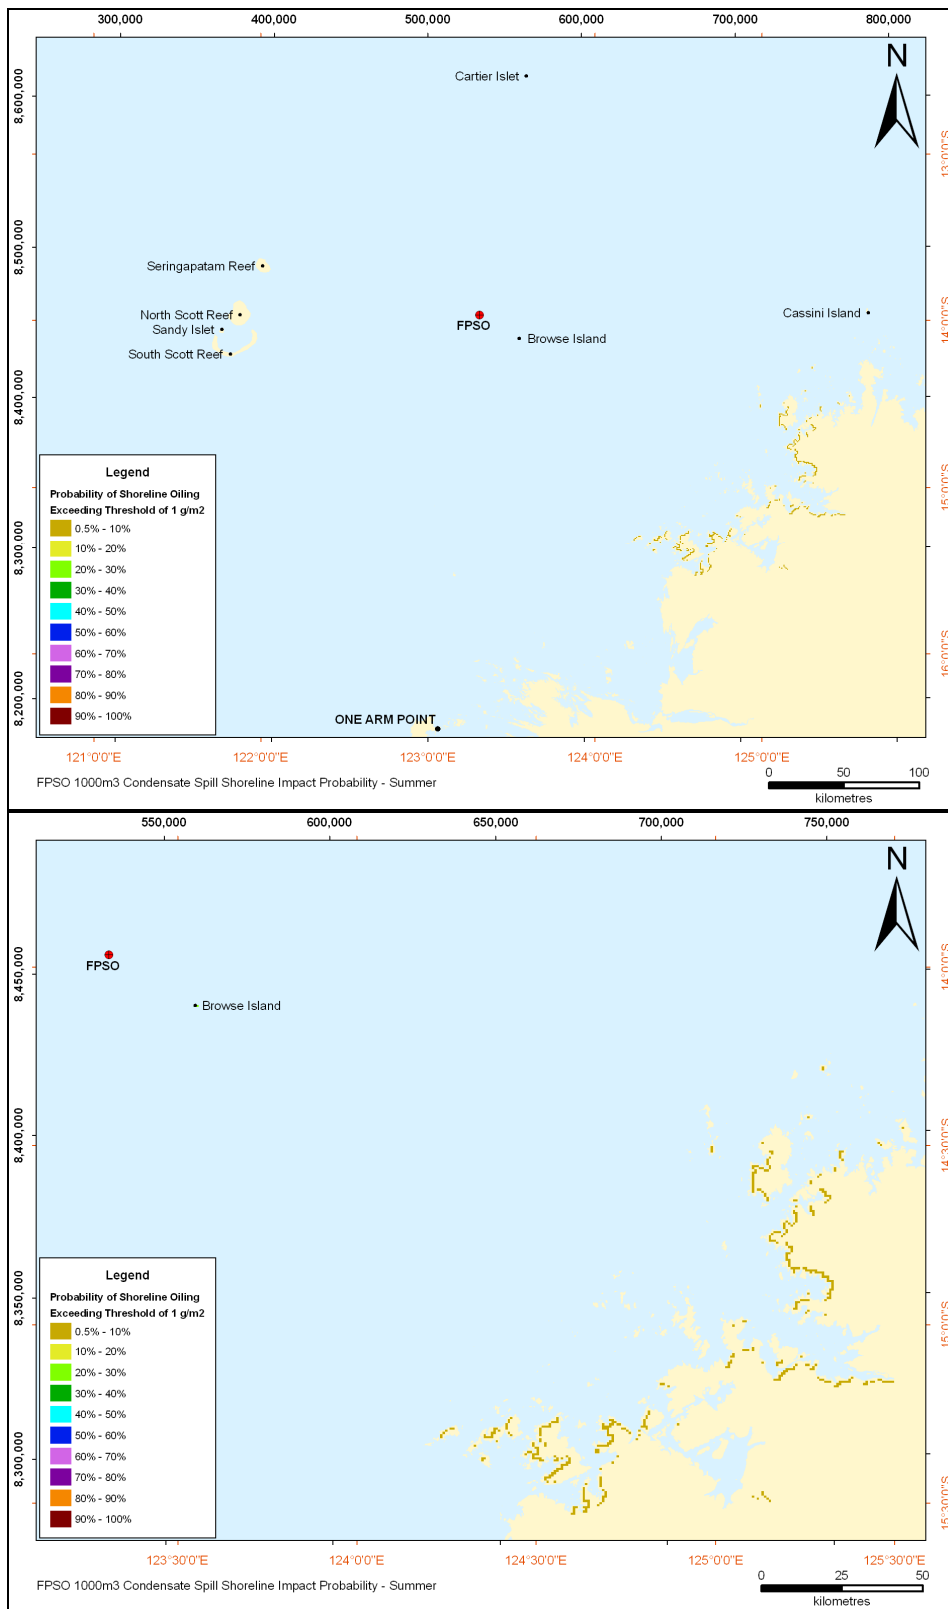 300,000 400,000 500,000 600,000 700,000 800,000
N
Cartier Islet
8,600,000
13°0'0"S
8,500,000
Seringapatam Reef
North Scott Reef
Sandy Islet
South Scott Reef
FPSO
Browse Island
Cassini Island
14°0'0"S
8,400,000
Legend
Probability of Shoreline Oiling
Exceeding Threshold of 1 g/m2
0.5% - 10%
10% - 20%
20% - 30%
30% - 40%
40% - 50%
50% - 60%
60% - 70%
70% - 80%
80% - 90%
90% - 100%
15°0'0"S
8,300,000
16°0'0"S
8,200,000
ONE ARM POINT
121°0'0"E 122°0'0"E 123°0'0"E 124°0'0"E 125°0'0"E
FPSO 1000m3 Condensate Spill Shoreline Impact Probability - Summer
0 50 100
kilometres
550,000 600,000 650,000 700,000 750,000
N
8,450,000
FPSO
Browse Island
14°0'0"S
8,400,000
14°30'0"S
Legend
Probability of Shoreline Oiling
Exceeding Threshold of 1 g/m2
0.5% - 10%
10% - 20%
20% - 30%
30% - 40%
40% - 50%
50% - 60%
60% - 70%
70% - 80%
80% - 90%
90% - 100%
8,350,000
15°0'0"S
8,300,000
15°30'0"S
123°30'0"E 124°0'0"E 124°30'0"E 125°0'0"E 125°30'0"E
FPSO 1000m3 Condensate Spill Shoreline Impact Probability - Summer
0 25 50
kilometres